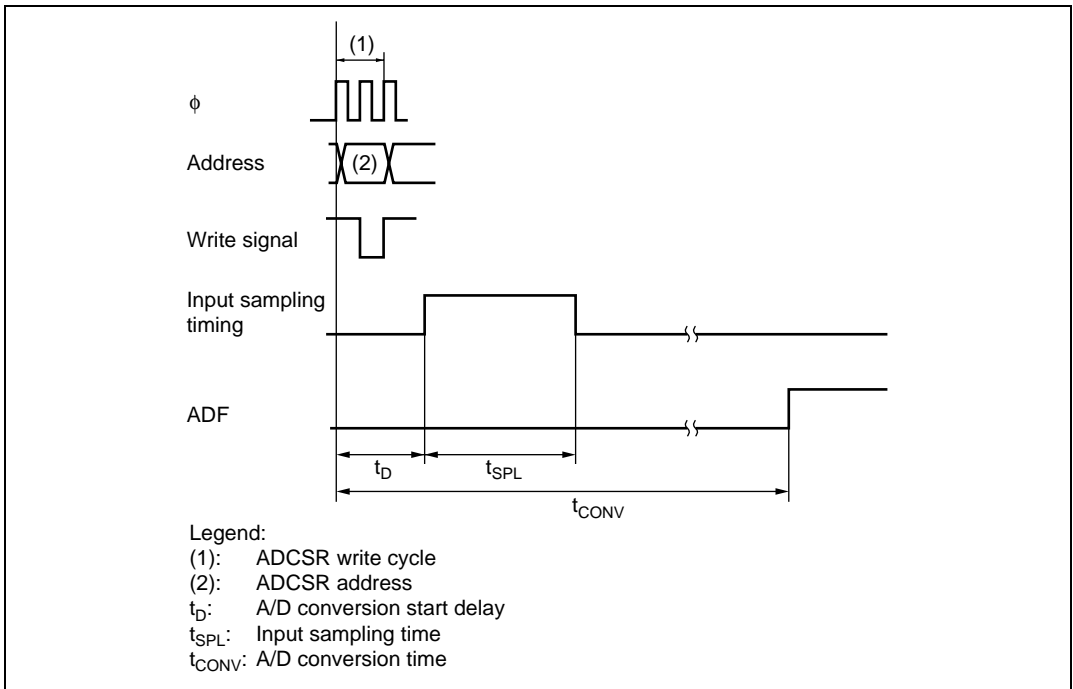 (1)
ϕ
Address
(2)
Write signal
Input sampling
timing
ADF
tD
tSPL
tCONV
Legend:
(1): ADCSR write cycle
(2): ADCSR address
tD: A/D conversion start delay
tSPL: Input sampling time
tCONV: A/D conversion time